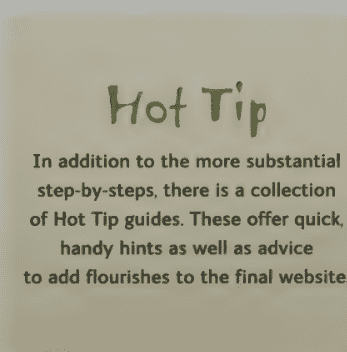 Hot Tip
In addition to the more substantial
step-by-steps, there is a collection
of Hot Tip guides. These offer quick,
handy hints as well as advice
to add flourishes to the final website